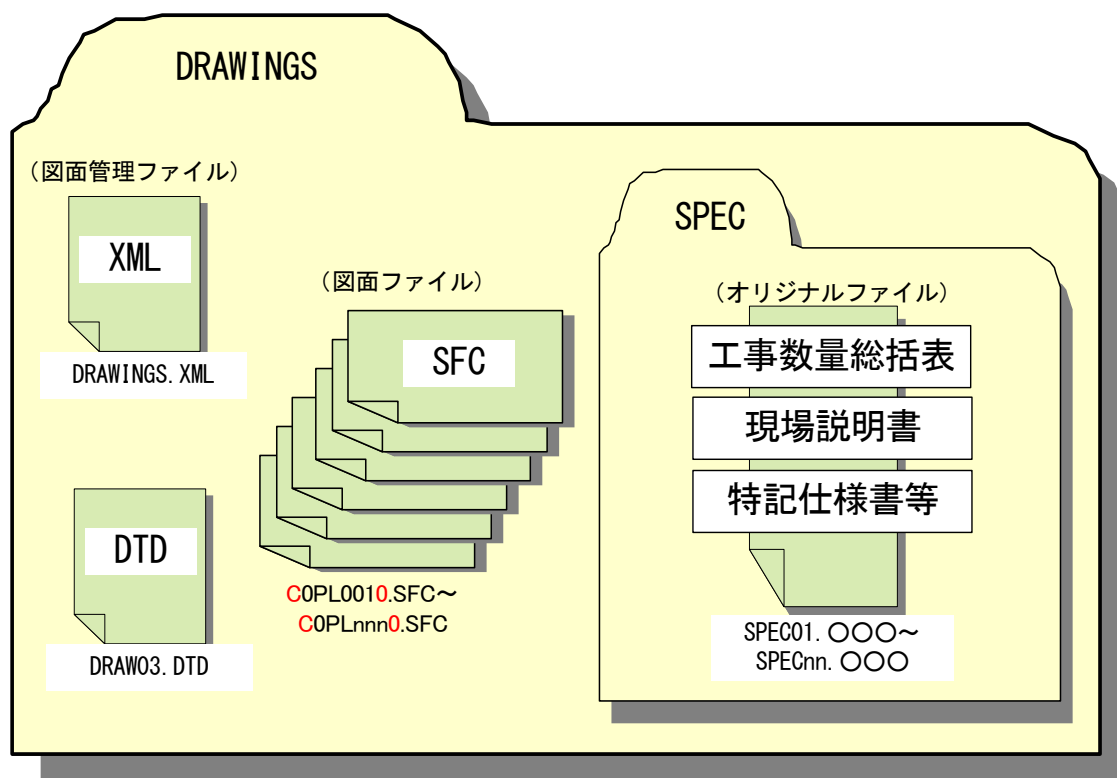 DRAWINGS
（図面管理ファイル）
XML
DRAWINGS.XML
DTD
DRAW03.DTD
（図面ファイル）
SFC
C0PL0010.SFC～
C0PLnnn0.SFC
SPEC
（オリジナルファイル）
工事数量総括表
現場説明書
特記仕様書等
SPEC01.○○○～
SPECnn.○○○